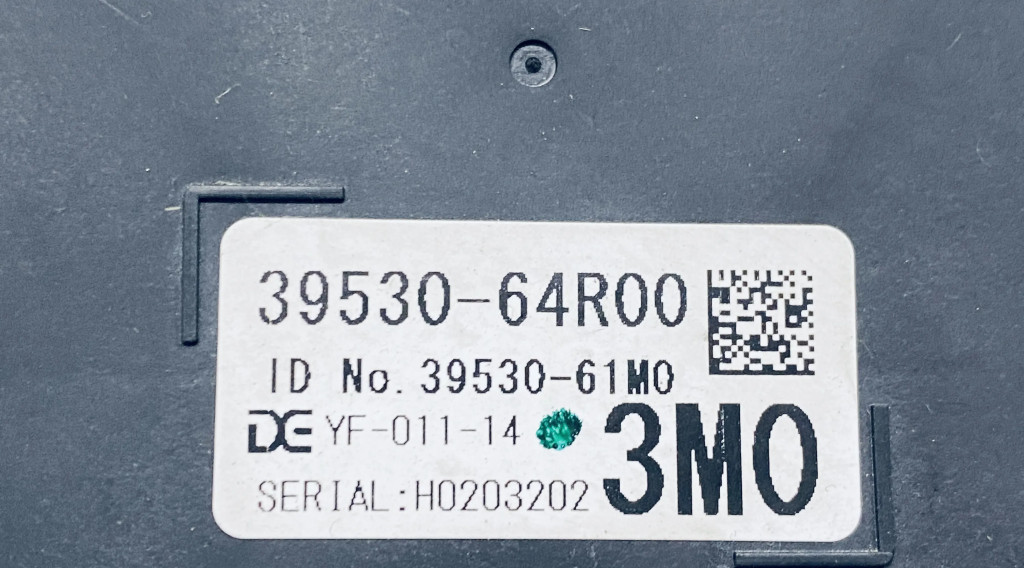 39530-64R00
ID No. 39530-61M0
DE YF-011-14
3M0
SERIAL:H0203202